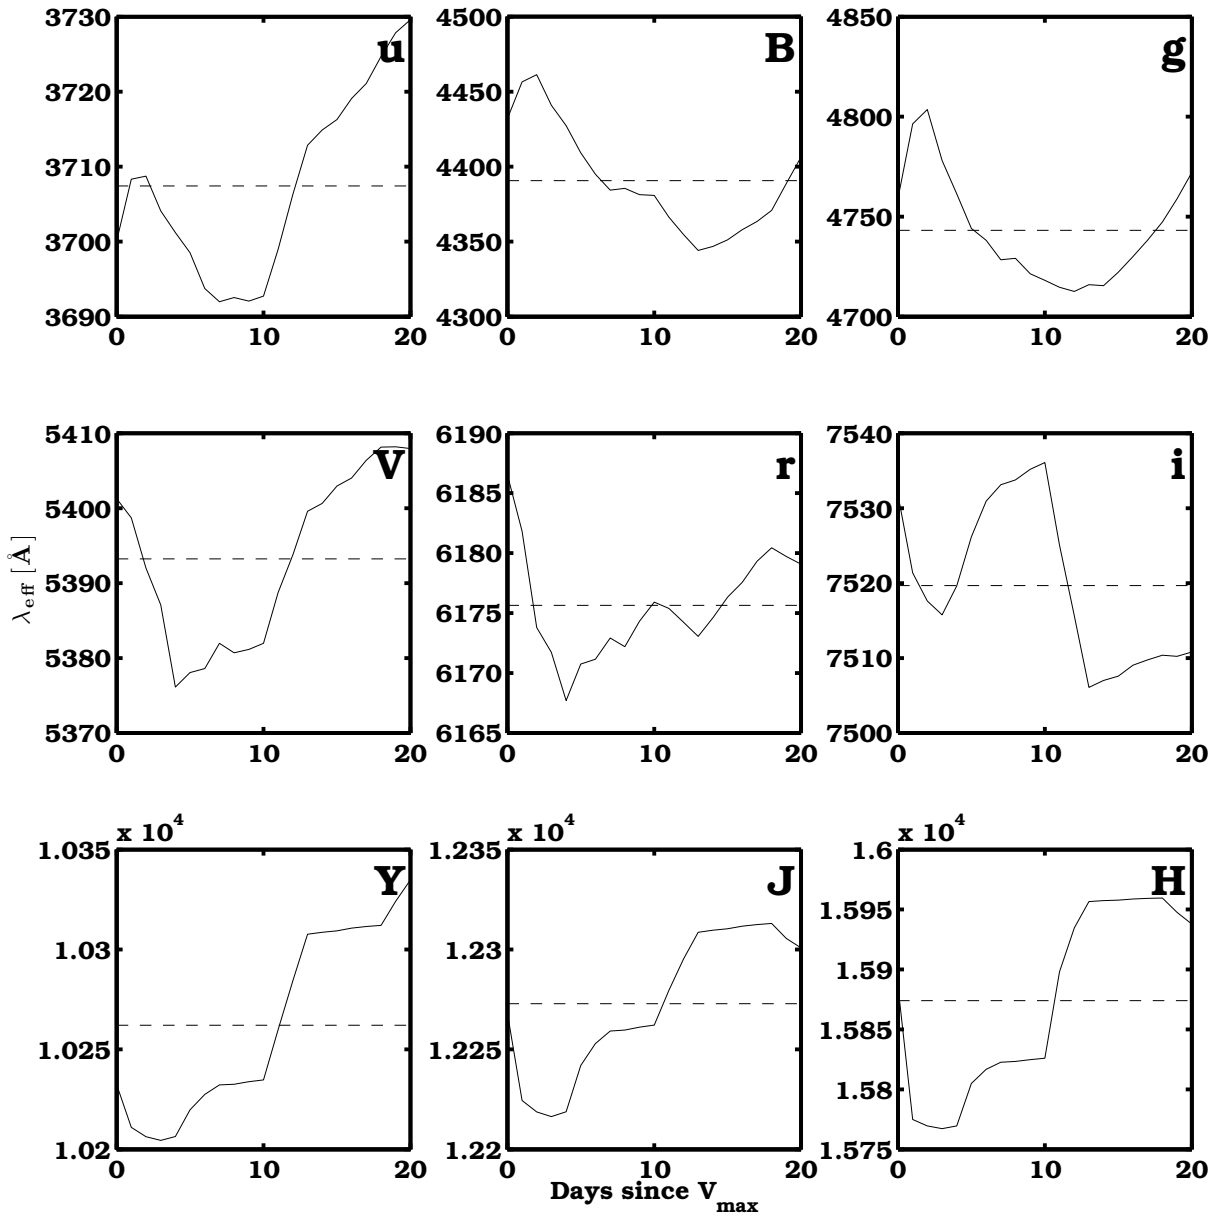 3730
3720
3710
3700
3690
0 10 20
u
4500
4450
4400
4350
4300
0 10 20
B
4850
4800
4750
4700
0 10 20
g
λeff [Å]
5410
5400
5390
5380
5370
0 10 20
V
6190
6185
6180
6175
6170
6165
0 10 20
r
7540
7530
7520
7510
7500
0 10 20
i
x 10^4
1.035
1.03
1.025
1.02
0 10 20
Y
x 10^4
1.235
1.23
1.225
1.22
0 10 20
J
x 10^4
1.6
1.595
1.59
1.585
1.58
1.575
0 10 20
H
Days since Vmax